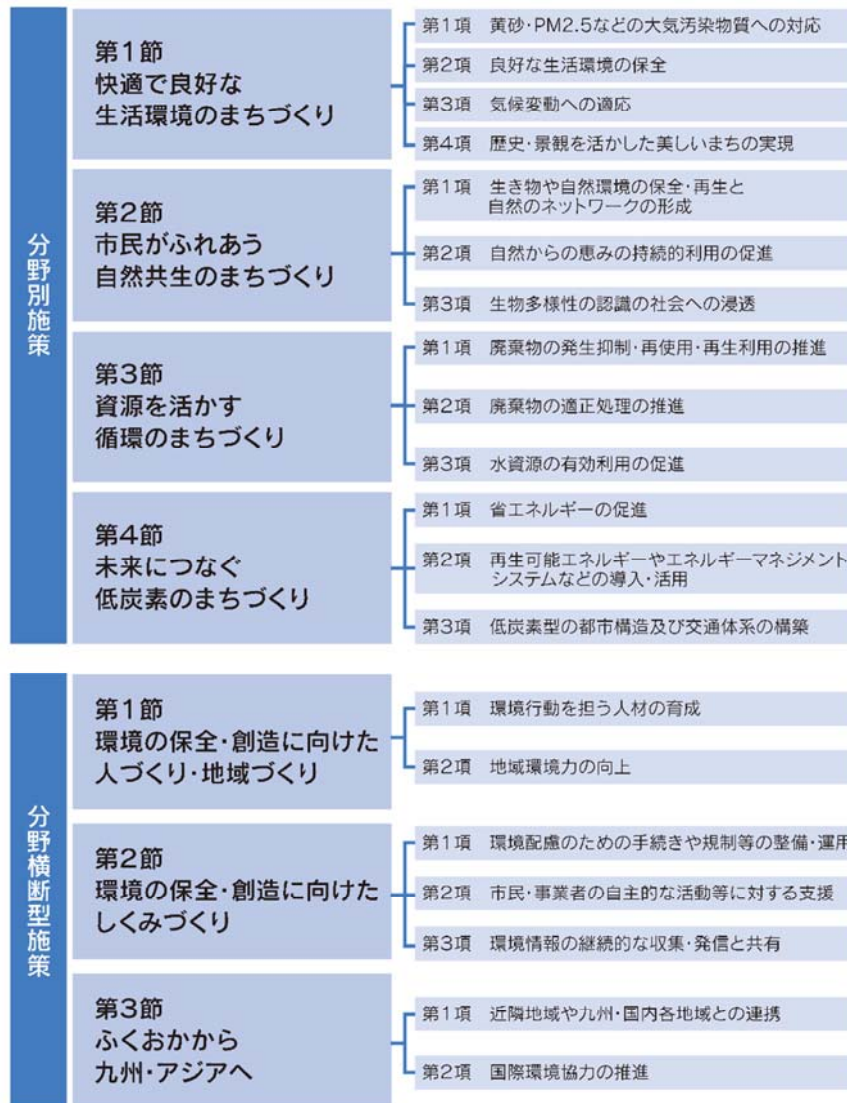 分野別施策
第1節
快適で良好な
生活環境のまちづくり
第1項 黄砂・PM2.5などの大気汚染物質への対応
第2項 良好な生活環境の保全
第3項 気候変動への適応
第4項 歴史・景観を活かした美しいまちの実現
第2節
市民がふれあう
自然共生のまちづくり
第1項 生き物や自然環境の保全・再生と
自然のネットワークの形成
第2項 自然からの恵みの持続的利用の促進
第3項 生物多様性の認識の社会への浸透
第3節
資源を活かす
循環のまちづくり
第1項 廃棄物の発生抑制・再使用・再生利用の推進
第2項 廃棄物の適正処理の推進
第3項 水資源の有効利用の促進
第4節
未来につなぐ
低炭素のまちづくり
第1項 省エネルギーの促進
第2項 再生可能エネルギーやエネルギーマネジメント
システムなどの導入・活用
第3項 低炭素型の都市構造及び交通体系の構築
分野横断型施策
第1節
環境の保全・創造に向けた
人づくり・地域づくり
第1項 環境行動を担う人材の育成
第2項 地域環境力の向上
第2節
環境の保全・創造に向けた
しくみづくり
第1項 環境配慮のための手続きや規制等の整備・運用
第2項 市民・事業者の自主的な活動等に対する支援
第3項 環境情報の継続的な収集・発信と共有
第3節
ふくおかから
九州・アジアへ
第1項 近隣地域や九州・国内各地域との連携
第2項 国際環境協力の推進